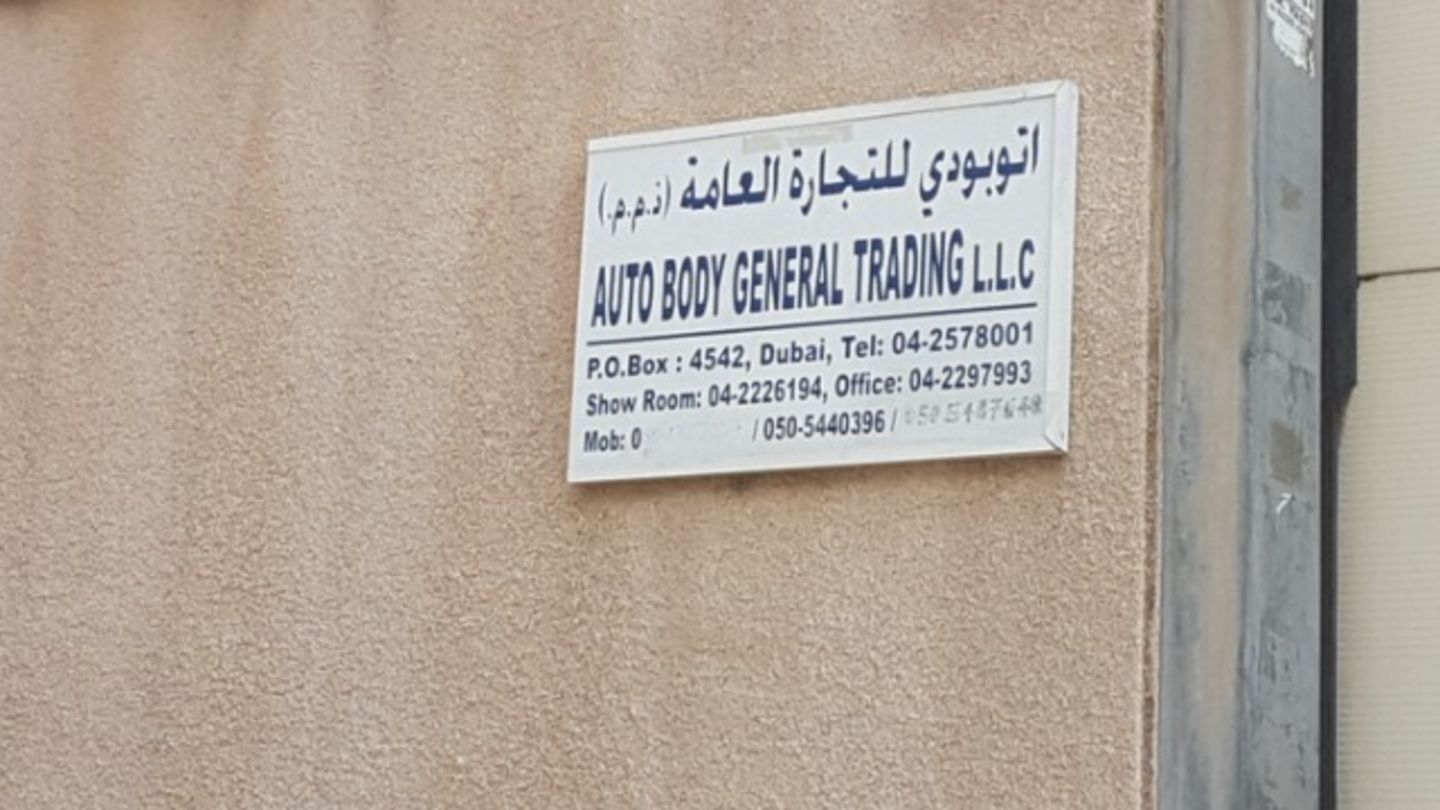 اتوبودي للتجارة العامة (ذ.م.م.)
AUTO BODY GENERAL TRADING L.L.C
P.O.Box : 4542, Dubai, Tel: 04-2578001
Show Room: 04-2226194, Office: 04-2297993
Mob: 0 / 050-5440396 /